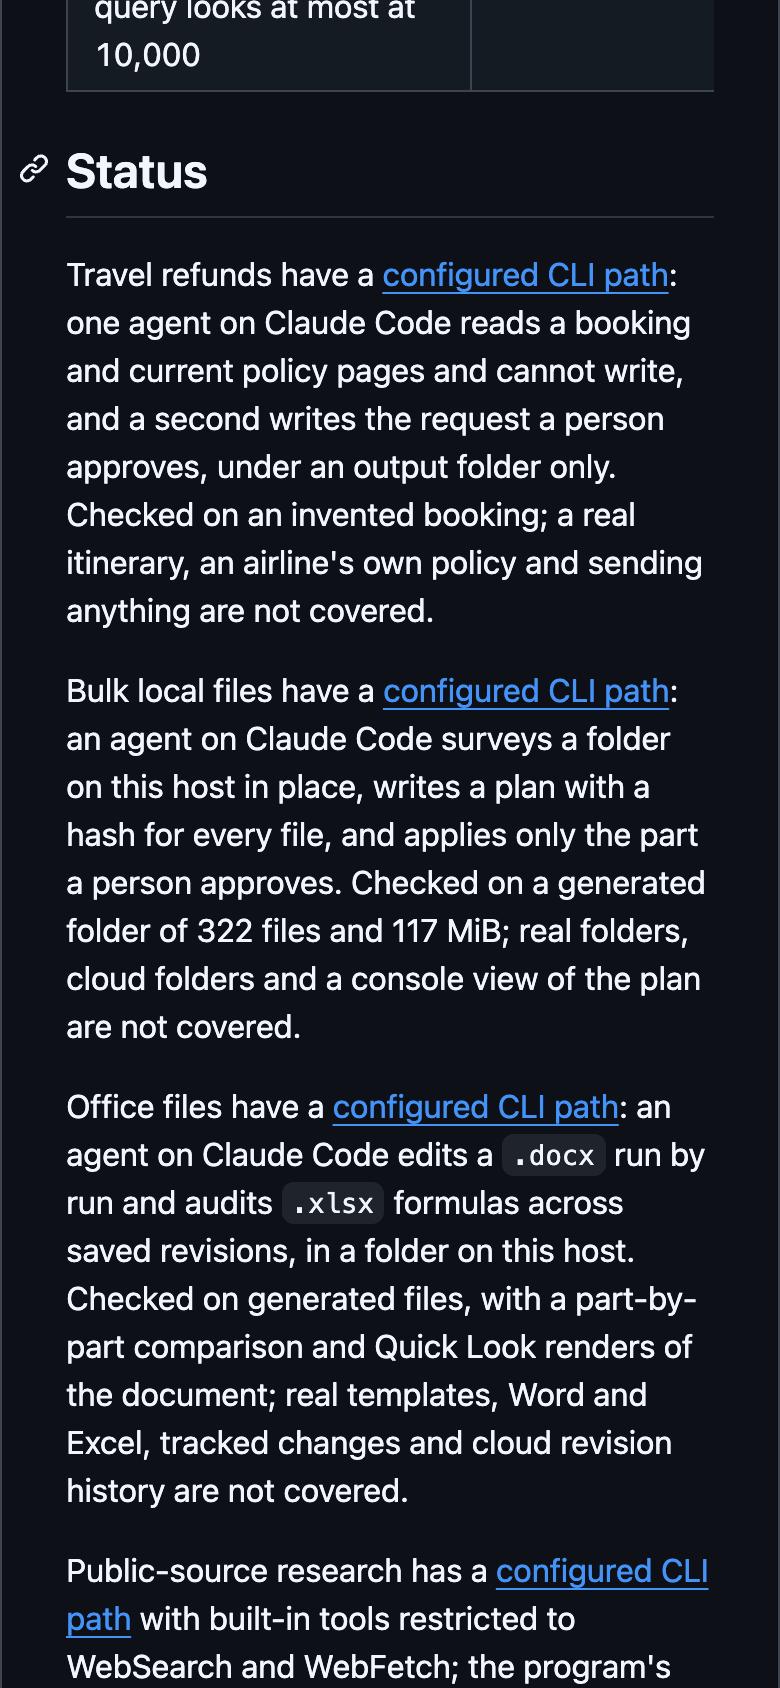 query looks at most at
10,000
Status
Travel refunds have a configured CLI path:
one agent on Claude Code reads a booking
and current policy pages and cannot write,
and a second writes the request a person
approves, under an output folder only.
Checked on an invented booking; a real
itinerary, an airline's own policy and sending
anything are not covered.
Bulk local files have a configured CLI path:
an agent on Claude Code surveys a folder
on this host in place, writes a plan with a
hash for every file, and applies only the part
a person approves. Checked on a generated
folder of 322 files and 117 MiB; real folders,
cloud folders and a console view of the plan
are not covered.
Office files have a configured CLI path: an
agent on Claude Code edits a .docx run by
run and audits .xlsx formulas across
saved revisions, in a folder on this host.
Checked on generated files, with a part-by-
part comparison and Quick Look renders of
the document; real templates, Word and
Excel, tracked changes and cloud revision
history are not covered.
Public-source research has a configured CLI
path with built-in tools restricted to
WebSearch and WebFetch; the program's